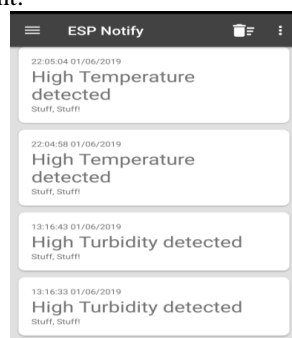 nt.
ESP Notify
22:05:04 01/06/2019
High Temperature
detected
Stuff, Stuff!
22:04:58 01/06/2019
High Temperature
detected
Stuff, Stuff!
13:16:43 01/06/2019
High Turbidity detected
Stuff, Stuff!
13:16:33 01/06/2019
High Turbidity detected
Stuff, Stuff!